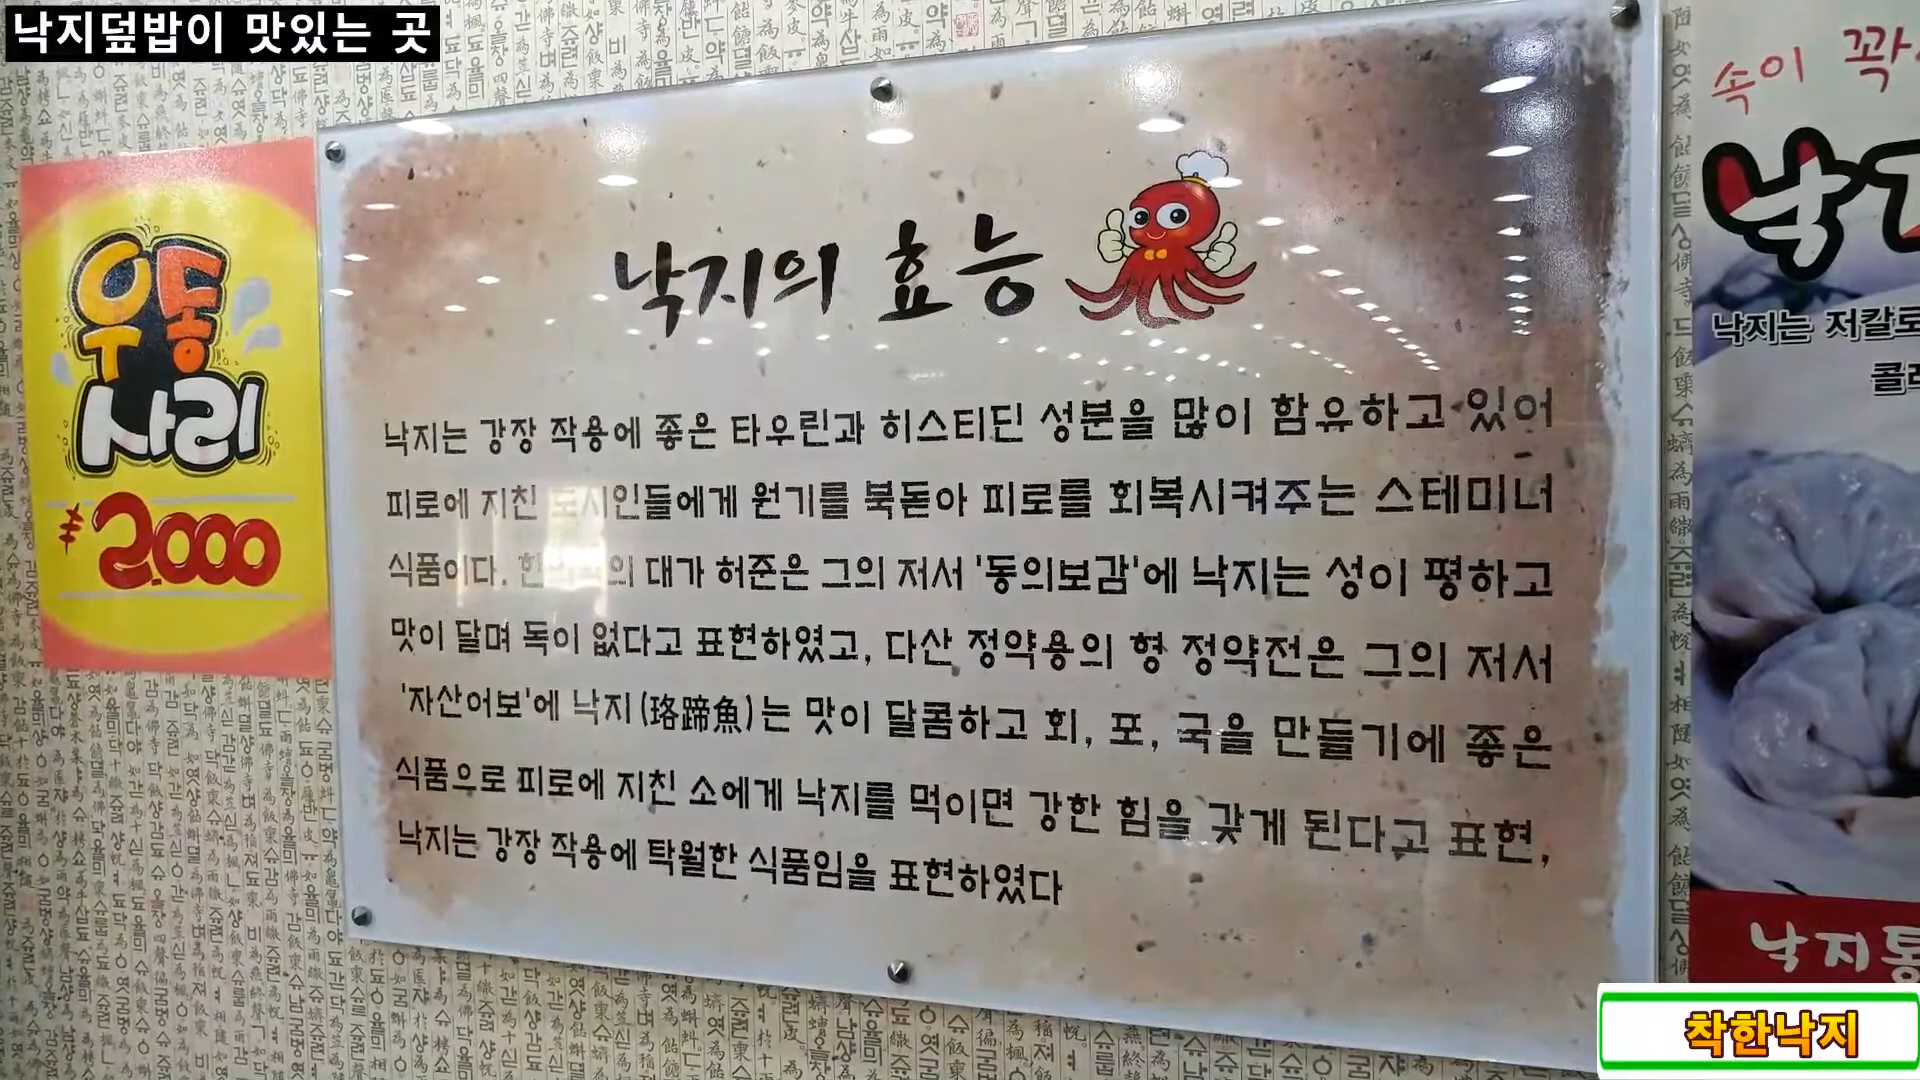 낙지덮밥이 맛있는 곳
우동
사리
₩2.000
낙지의 효능
낙지는 강장 작용에 좋은 타우린과 히스티딘 성분을 많이 함유하고 있어
피로에 지친 도시인들에게 원기를 북돋아 피로를 회복시켜주는 스테미너
식품이다. 대가 허준은 그의 저서 '동의보감'에 낙지는 성이 평하고
맛이 달며 독이 없다고 표현하였고, 다산 정약용의 형 정약전은 그의 저서
'자산어보'에 낙지(珞蹄魚)는 맛이 달콤하고 회, 포, 국을 만들기에 좋은
식품으로 피로에 지친 소에게 낙지를 먹이면 강한 힘을 갖게 된다고 표현,
낙지는 강장 작용에 탁월한 식품임을 표현하였다
속이 꽉
낙지
낙지는 저칼로
콜레
낙지통
착한낙지